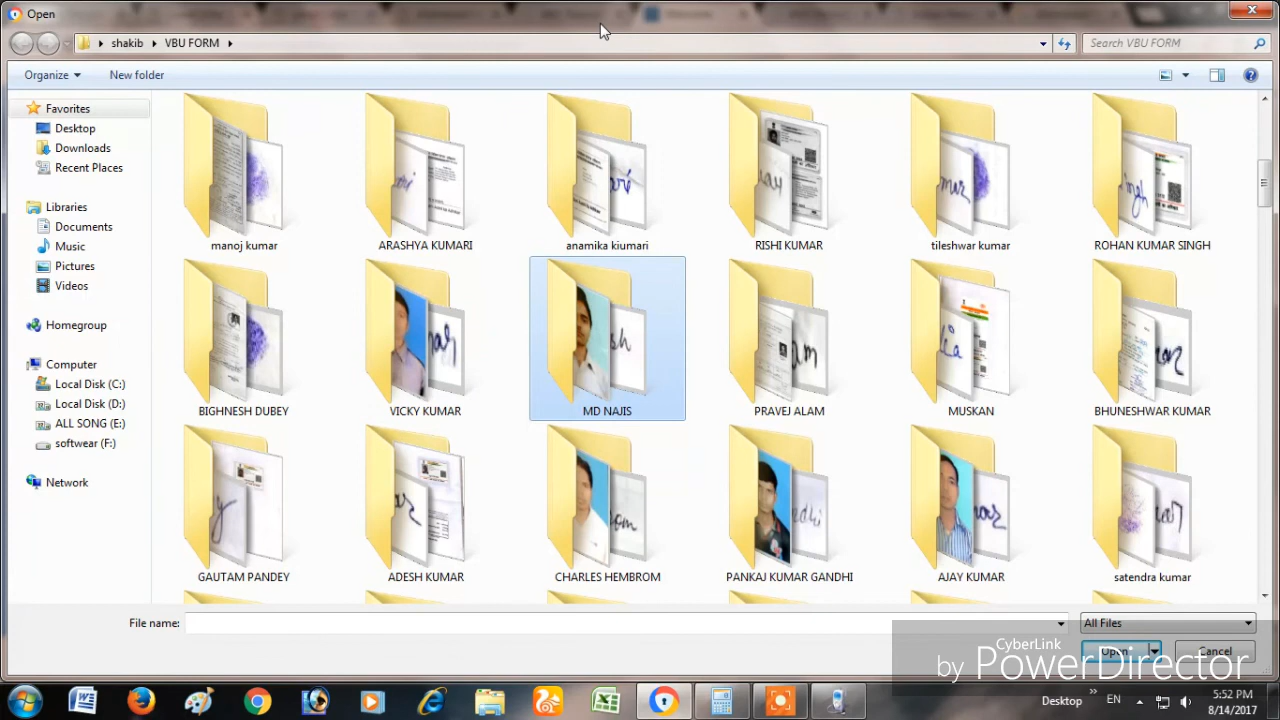 Open
shakib VBU FORM
Search VBU FORM
Organize New folder
Favorites
Desktop
Downloads
Recent Places
Libraries
Documents
Music
Pictures
Videos
Homegroup
Computer
Local Disk (C:)
Local Disk (D:)
ALL SONG (E:)
softwear (F:)
Network
manoj kumar ARASHYA KUMARI anamika kiumari RISHI KUMAR tileshwar kumar ROHAN KUMAR SINGH
BIGHNESH DUBEY VICKY KUMAR MD NAJIS PRAVEJ ALAM MUSKAN BHUNESHWAR KUMAR
GAUTAM PANDEY ADESH KUMAR CHARLES HEMBROM PANKAJ KUMAR GANDHI AJAY KUMAR satendra kumar
File name: All Files
Open Cancel
CyberLink
by PowerDirector
Desktop EN 5:52 PM
8/14/2017